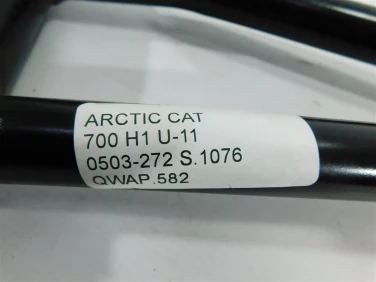 ARCTIC CAT
700 H1 U-11
0503-272 S.1076
QWAP.582